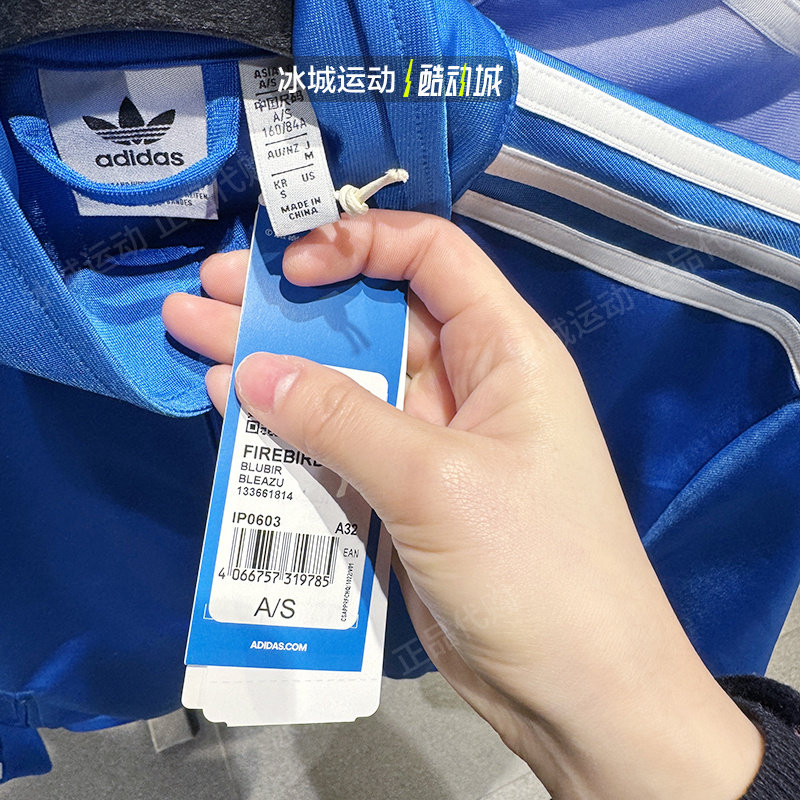 冰城运动 酷动城
adidas
ASIA
A/S
中国尺码
A/S
160/84A
AU/NZ J
M
KR US
S
MADE IN
CHINA
FIREBIRD
BLUBIR
BLEAZU
133661814
IP0603 A32
EAN
4 066757 319785
A/S
ADIDAS.COM